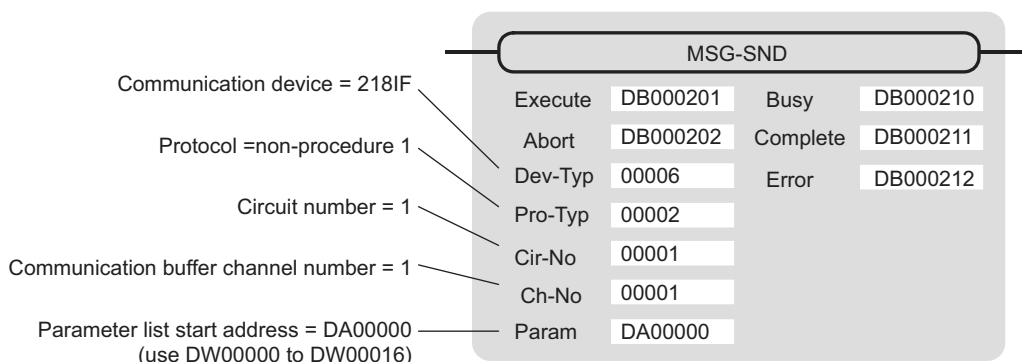 MSG-SND
Communication device = 218IF
Protocol =non-procedure 1
Circuit number = 1
Communication buffer channel number = 1
Parameter list start address = DA00000
(use DW00000 to DW00016)
Execute DB000201 Busy DB000210
Abort DB000202 Complete DB000211
Dev-Typ 00006 Error DB000212
Pro-Typ 00002
Cir-No 00001
Ch-No 00001
Param DA00000